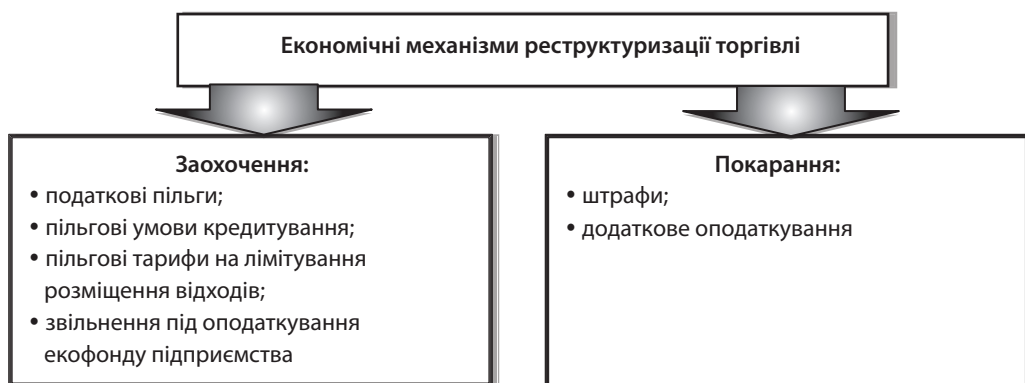 Економічні механізми реструктуризації торгівлі
Заохочення:
• податкові пільги;
• пільгові умови кредитування;
• пільгові тарифи на лімітування
розміщення відходів;
• звільнення під оподаткування
екофонду підприємства
Покарання:
• штрафи;
• додаткове оподаткування